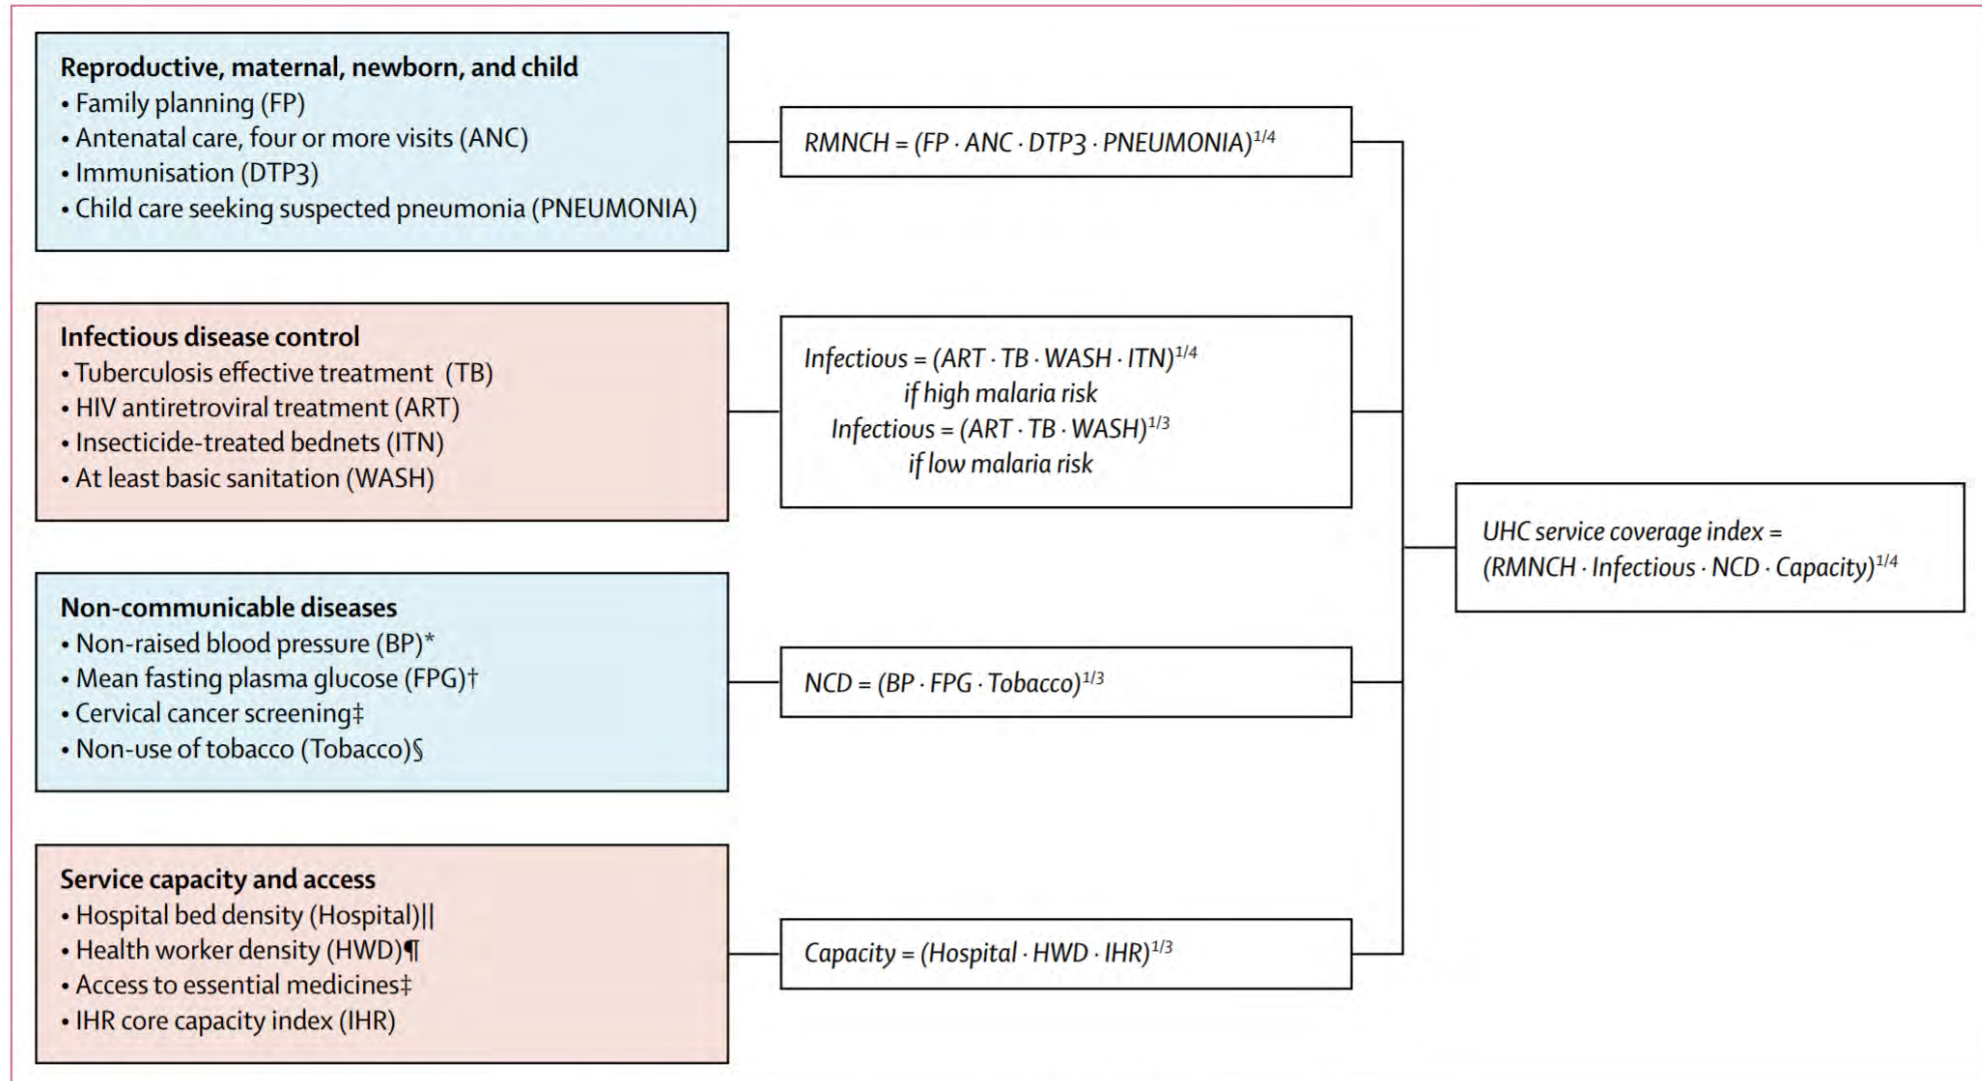 Reproductive, maternal, newborn, and child
• Family planning (FP)
• Antenatal care, four or more visits (ANC)
• Immunisation (DTP3)
• Child care seeking suspected pneumonia (PNEUMONIA)
RMNCH = (FP · ANC · DTP3 · PNEUMONIA)^1/4
Infectious disease control
• Tuberculosis effective treatment (TB)
• HIV antiretroviral treatment (ART)
• Insecticide-treated bednets (ITN)
• At least basic sanitation (WASH)
Infectious = (ART · TB · WASH · ITN)^1/4
if high malaria risk
Infectious = (ART · TB · WASH)^1/3
if low malaria risk
Non-communicable diseases
• Non-raised blood pressure (BP)*
• Mean fasting plasma glucose (FPG)†
• Cervical cancer screening‡
• Non-use of tobacco (Tobacco)§
NCD = (BP · FPG · Tobacco)^1/3
Service capacity and access
• Hospital bed density (Hospital)||
• Health worker density (HWD)¶
• Access to essential medicines‡
• IHR core capacity index (IHR)
Capacity = (Hospital · HWD · IHR)^1/3
UHC service coverage index =
(RMNCH · Infectious · NCD · Capacity)^1/4